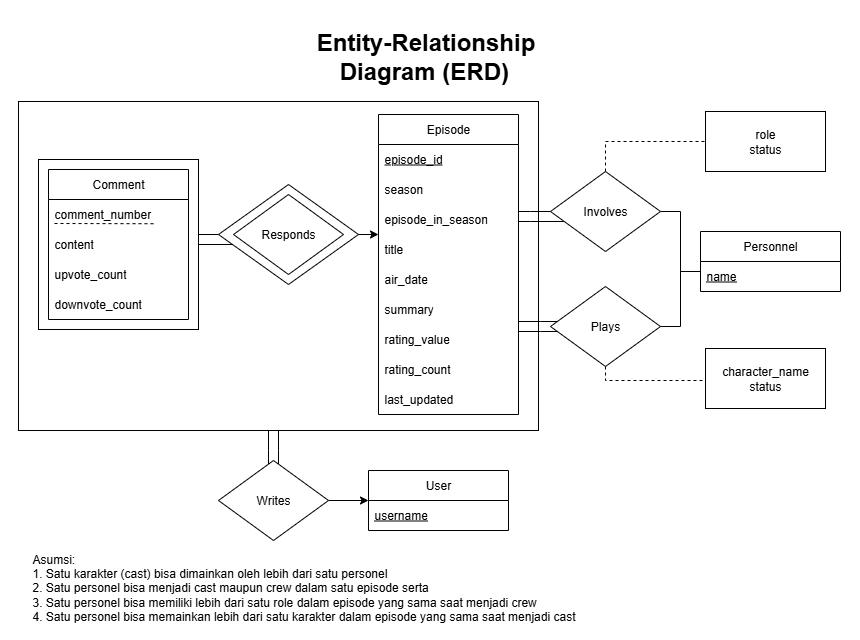 Entity-Relationship
Diagram (ERD)
Comment
comment_number
content
upvote_count
downvote_count
Responds
Episode
episode_id
season
episode_in_season
title
air_date
summary
rating_value
rating_count
last_updated
Involves
role
status
Personnel
name
Plays
character_name
status
Writes
User
username
Asumsi:
1. Satu karakter (cast) bisa dimainkan oleh lebih dari satu personel
2. Satu personel bisa menjadi cast maupun crew dalam satu episode serta
3. Satu personel bisa memiliki lebih dari satu role dalam episode yang sama saat menjadi crew
4. Satu personel bisa memainkan lebih dari satu karakter dalam episode yang sama saat menjadi cast